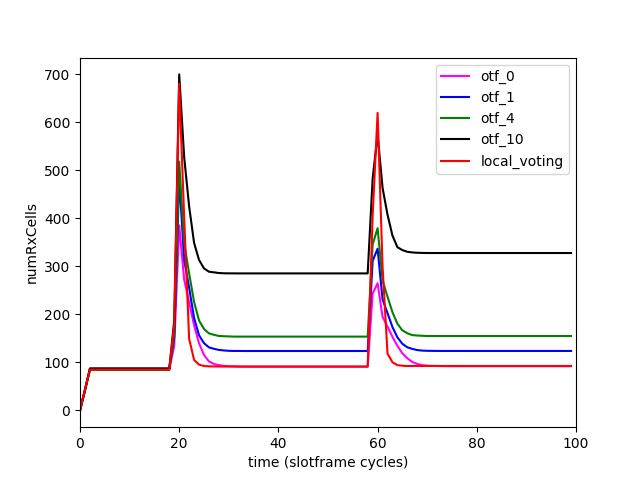 700
600
500
400
300
200
100
0
numRxCells
0 20 40 60 80 100
time (slotframe cycles)
otf_0
otf_1
otf_4
otf_10
local_voting